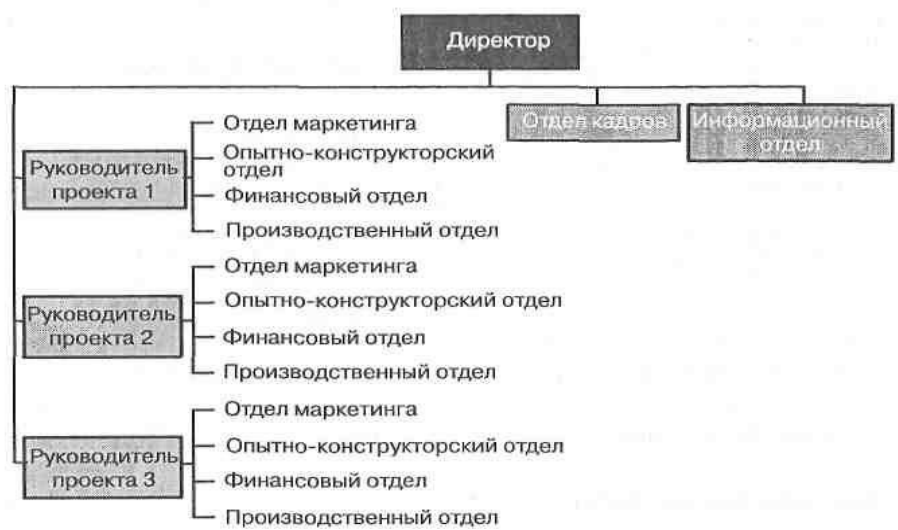 Директор
Отдел кадров
Информационный
отдел
Руководитель
проекта 1
Отдел маркетинга
Опытно-конструкторский
отдел
Финансовый отдел
Производственный отдел
Руководитель
проекта 2
Отдел маркетинга
Опытно-конструкторский отдел
Финансовый отдел
Производственный отдел
Руководитель
проекта 3
Отдел маркетинга
Опытно-конструкторский отдел
Финансовый отдел
Производственный отдел